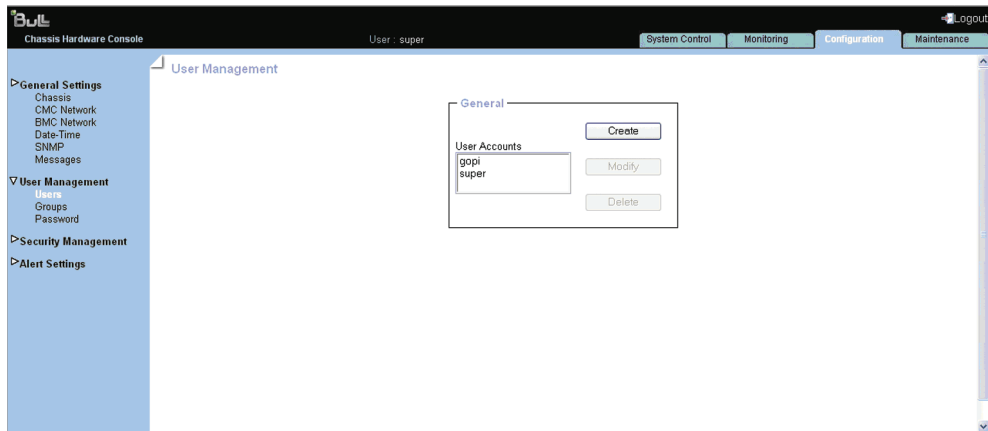 Bull
Logout
Chassis Hardware Console
User : super
System Control
Monitoring
Configuration
Maintenance
General Settings
Chassis
CMC Network
BMC Network
Date-Time
SNMP
Messages
User Management
Users
Groups
Password
Security Management
Alert Settings
User Management
General
User Accounts
gopi
super
Create
Modify
Delete